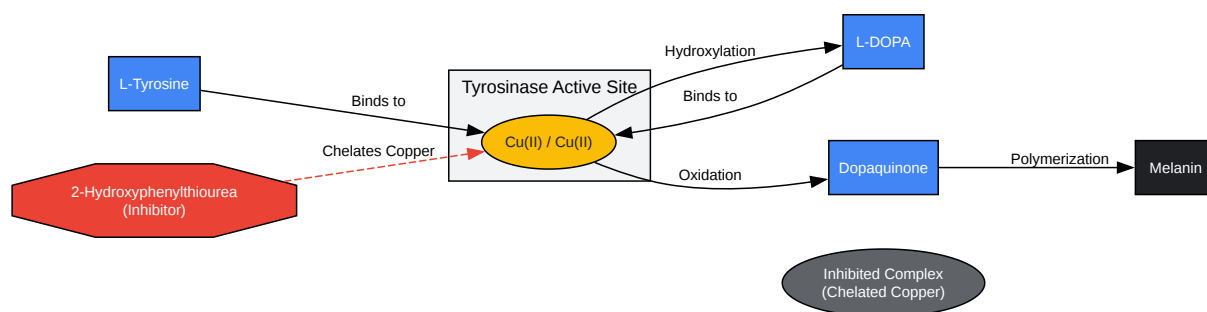 L-Tyrosine
Binds to
Tyrosinase Active Site
Cu(II) / Cu(II)
Chelates Copper
2-Hydroxyphenylthiourea
(Inhibitor)
Hydroxylation
L-DOPA
Binds to
Oxidation
Dopaquinone
Polymerization
Melanin
Inhibited Complex
(Chelated Copper)